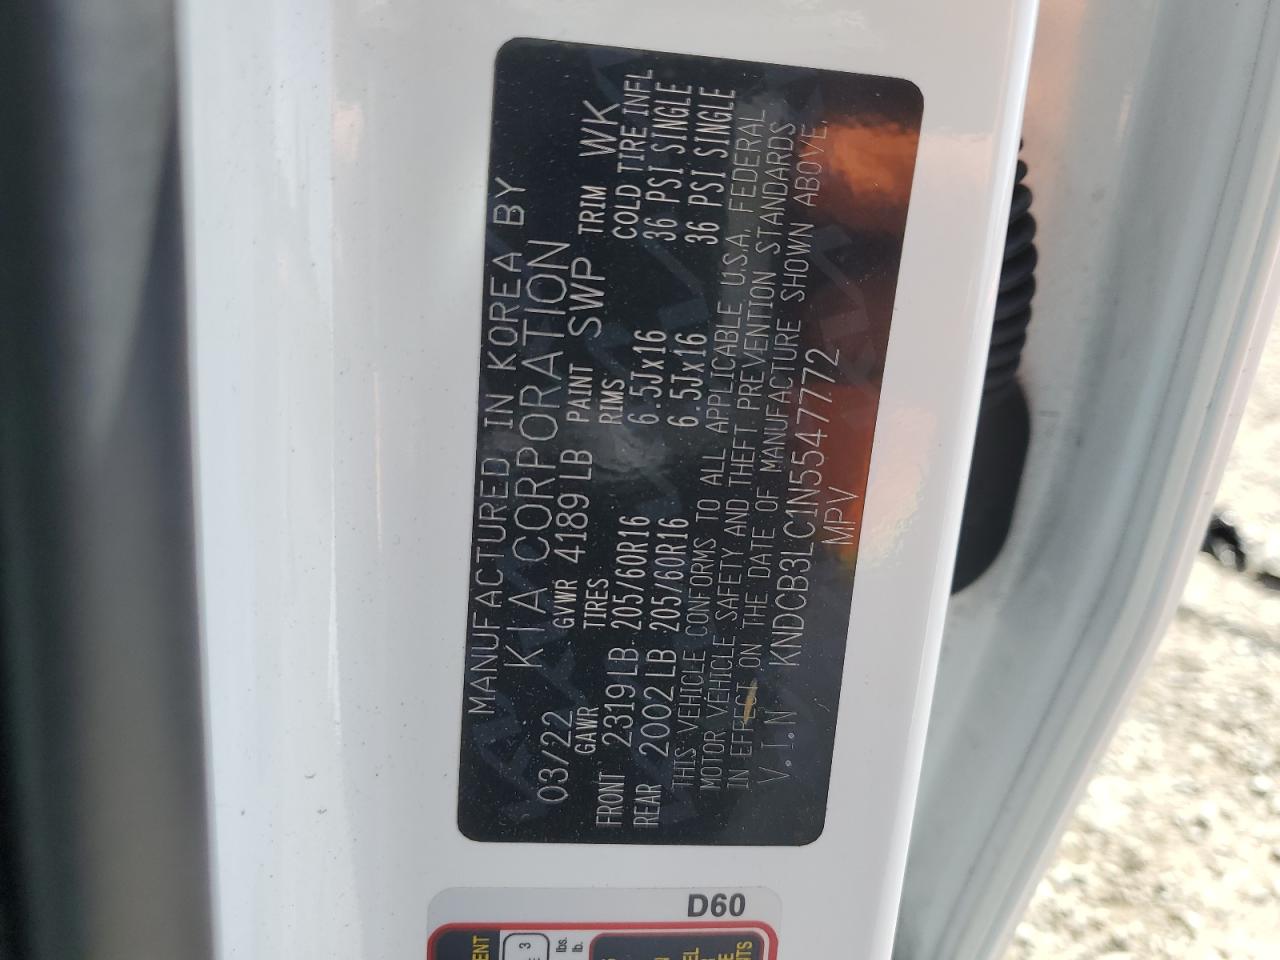 MANUFACTURED IN KOREA BY
KIA CORPORATION
03/22 GVWR 4189 LB PAINT SWP TRIM WK
GAWR TIRES RIMS COLD TIRE INFL
FRONT 2319 LB 205/60R16 6.5Jx16 36 PSI SINGLE
REAR 2002 LB 205/60R16 6.5Jx16 36 PSI SINGLE
THIS VEHICLE CONFORMS TO ALL APPLICABLE U.S.A. FEDERAL
MOTOR VEHICLE SAFETY AND THEFT PREVENTION STANDARDS
IN EFFECT ON THE DATE OF MANUFACTURE SHOWN ABOVE.
V.I.N KNDCB3LC1N5547772
MPV
D60
3
lbs.
lb.